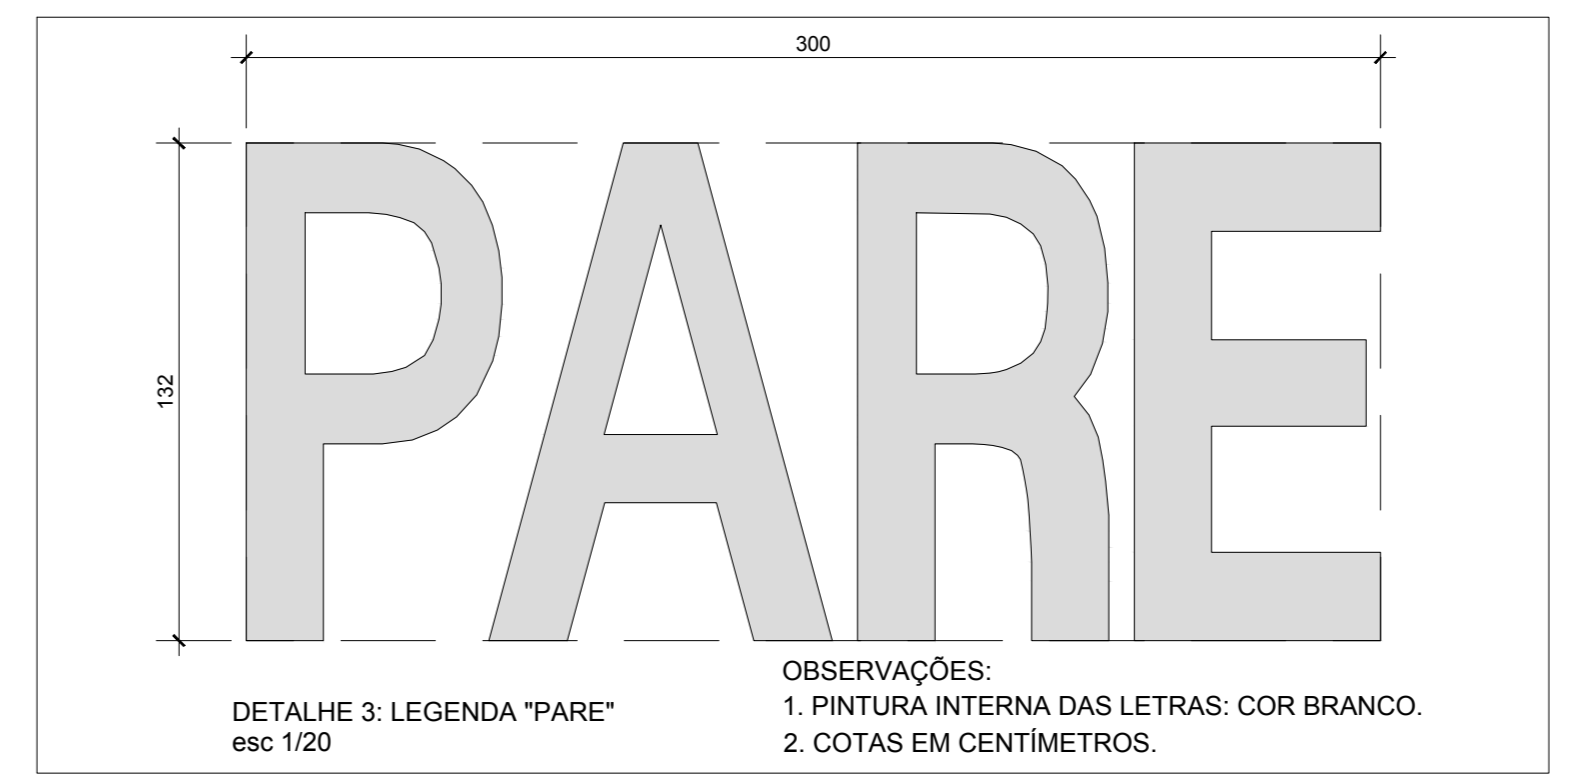 300
132
PARE
DETALHE 3: LEGENDA "PARE"
esc 1/20
OBSERVAÇÕES:
1. PINTURA INTERNA DAS LETRAS: COR BRANCO.
2. COTAS EM CENTÍMETROS.